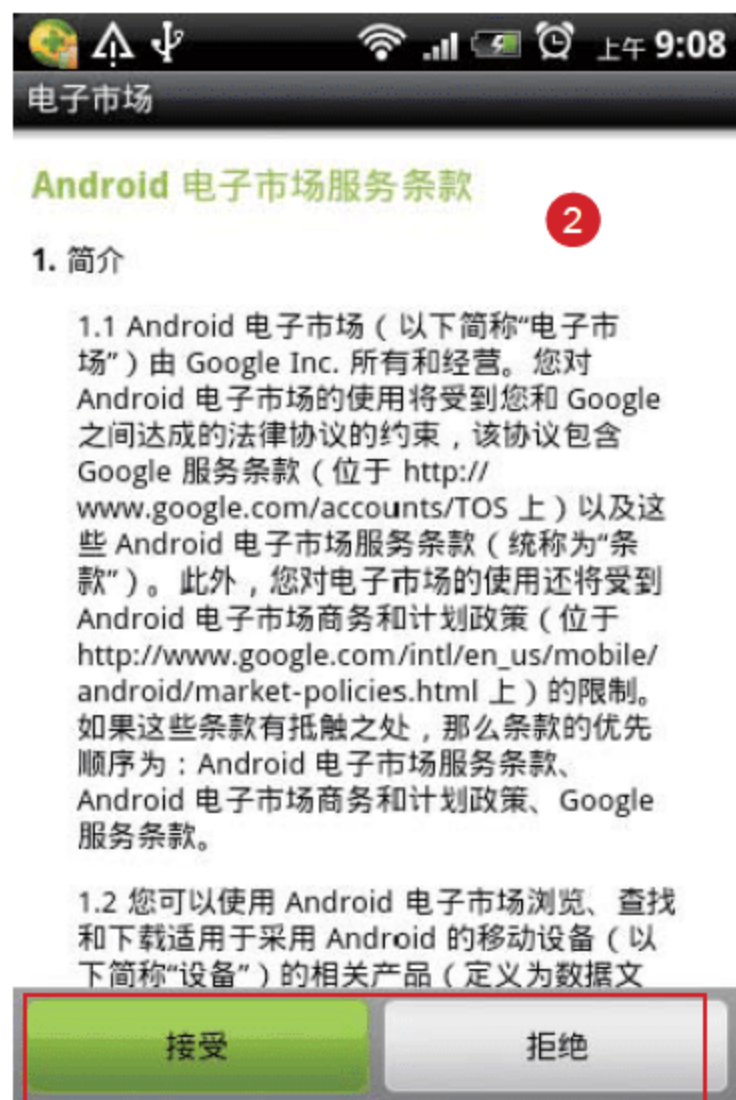 上午 9:08
电子市场
Android 电子市场服务条款
2
1. 简介
1.1 Android 电子市场（以下简称“电子市
场”）由 Google Inc. 所有和经营。您对
Android 电子市场的使用将受到您和 Google
之间达成的法律协议的约束，该协议包含
Google 服务条款（位于 http://
www.google.com/accounts/TOS 上）以及这
些 Android 电子市场服务条款（统称为“条
款”）。此外，您对电子市场的使用还将受到
Android 电子市场商务和计划政策（位于
http://www.google.com/intl/en_us/mobile/
android/market-policies.html 上）的限制。
如果这些条款有抵触之处，那么条款的优先
顺序为：Android 电子市场服务条款、
Android 电子市场商务和计划政策、Google
服务条款。
1.2 您可以使用 Android 电子市场浏览、查找
和下载适用于采用 Android 的移动设备（以
下简称“设备”）的相关产品（定义为数据文
接受
拒绝